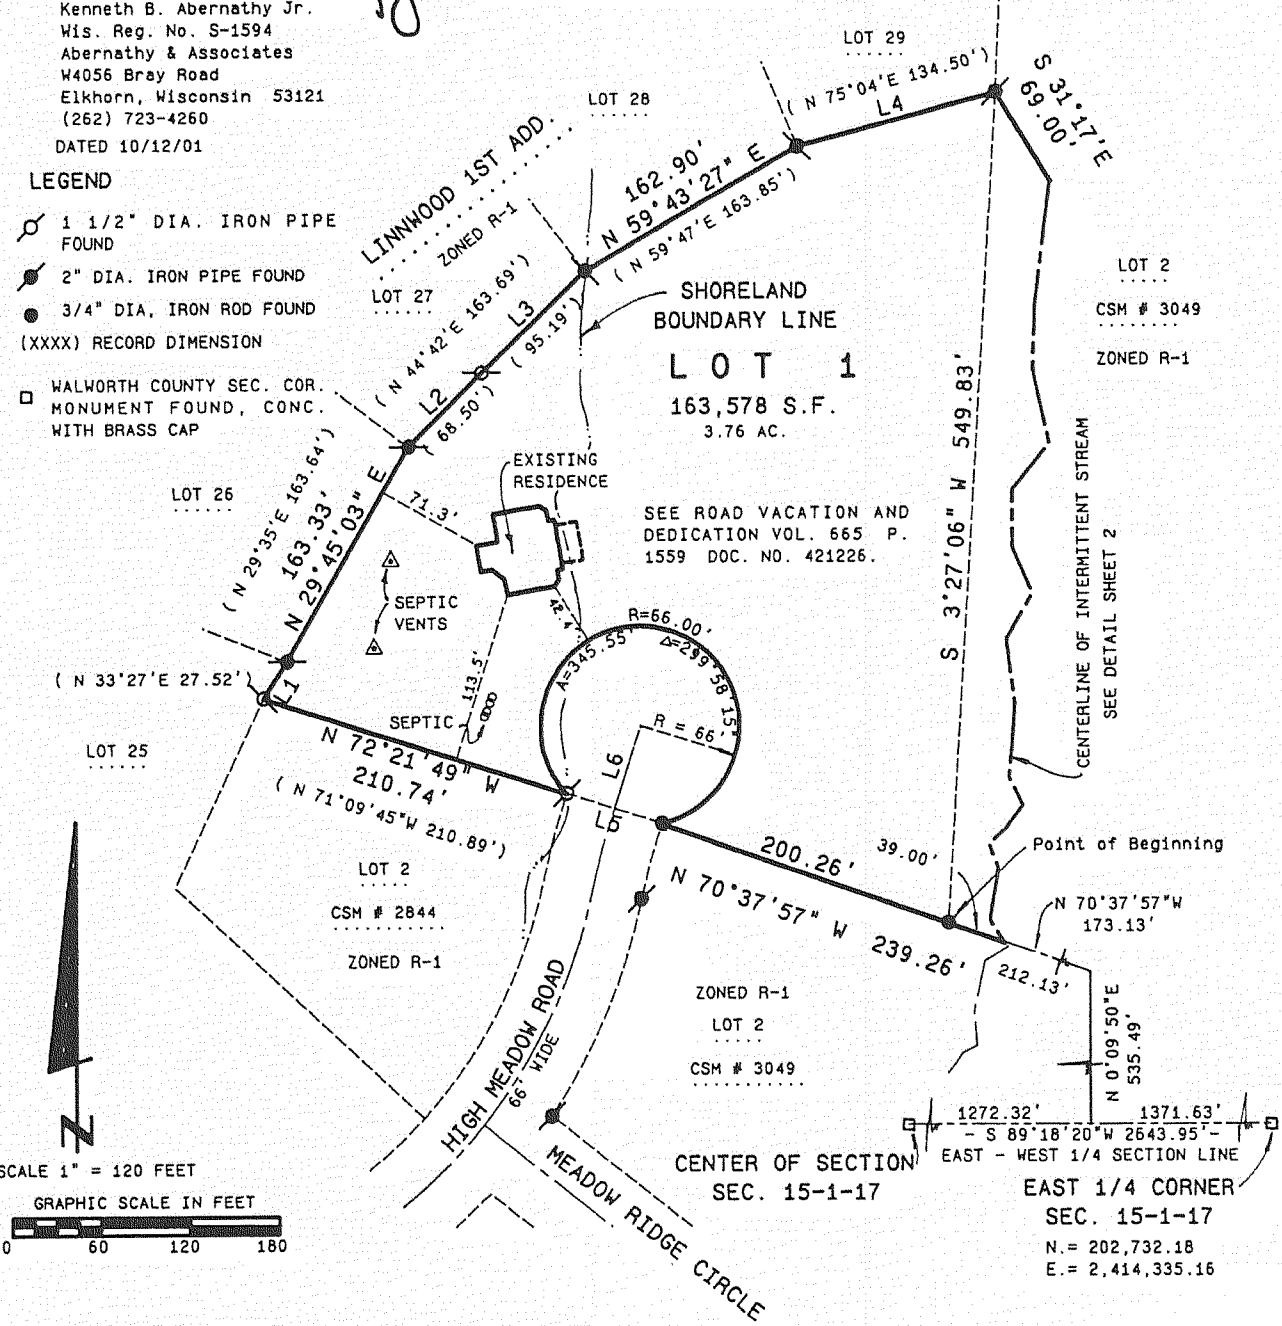 Kenneth B. Abernathy Jr.
Wis. Reg. No. S-1594
Abernathy & Associates
W4056 Bray Road
Elkhorn, Wisconsin 53121
(262) 723-4260
DATED 10/12/01
LEGEND
1 1/2" DIA. IRON PIPE
FOUND
2" DIA. IRON PIPE FOUND
3/4" DIA, IRON ROD FOUND
(XXXX) RECORD DIMENSION
WALWORTH COUNTY SEC. COR.
MONUMENT FOUND, CONC.
WITH BRASS CAP
LOT 29
LOT 28
LINNWOOD 1ST ADD.
ZONED R-1
LOT 27
LOT 26
LOT 25
( N 75°04'E 134.50')
L4
S 31°17'E
69.00'
162.90'
N 59°43'27" E
( N 59°47'E 163.85')
( N 44°42'E 163.69')
L3
( 95.19')
L2
( 68.50')
( N 29°35'E 163.64')
163.33'
N 29°45'03" E
( N 33°27'E 27.52')
L1
SHORELAND
BOUNDARY LINE
LOT 1
163,578 S.F.
3.76 AC.
EXISTING
RESIDENCE
SEE ROAD VACATION AND
DEDICATION VOL. 665 P.
1559 DOC. NO. 421226.
71.3'
42.4'
113.5'
SEPTIC
VENTS
SEPTIC
R=66.00'
Δ=299°58'15"
A=345.55'
R = 66'
L6
L5
S 3°27'06" W 549.83'
LOT 2
CSM # 3049
ZONED R-1
CENTERLINE OF INTERMITTENT STREAM
SEE DETAIL SHEET 2
N 72°21'49" W
210.74'
( N 71°09'45"W 210.89')
LOT 2
CSM # 2844
ZONED R-1
200.26'
39.00'
Point of Beginning
N 70°37'57" W 239.26'
N 70°37'57"W
173.13'
212.13'
ZONED R-1
LOT 2
CSM # 3049
N 0°09'50"E
535.49'
HIGH MEADOW ROAD
66' WIDE
MEADOW RIDGE CIRCLE
1272.32' 1371.63'
- S 89°18'20"W 2643.95'-
EAST - WEST 1/4 SECTION LINE
CENTER OF SECTION
SEC. 15-1-17
EAST 1/4 CORNER
SEC. 15-1-17
N.= 202,732.18
E.= 2,414,335.16
N
SCALE 1" = 120 FEET
GRAPHIC SCALE IN FEET
0 60 120 180